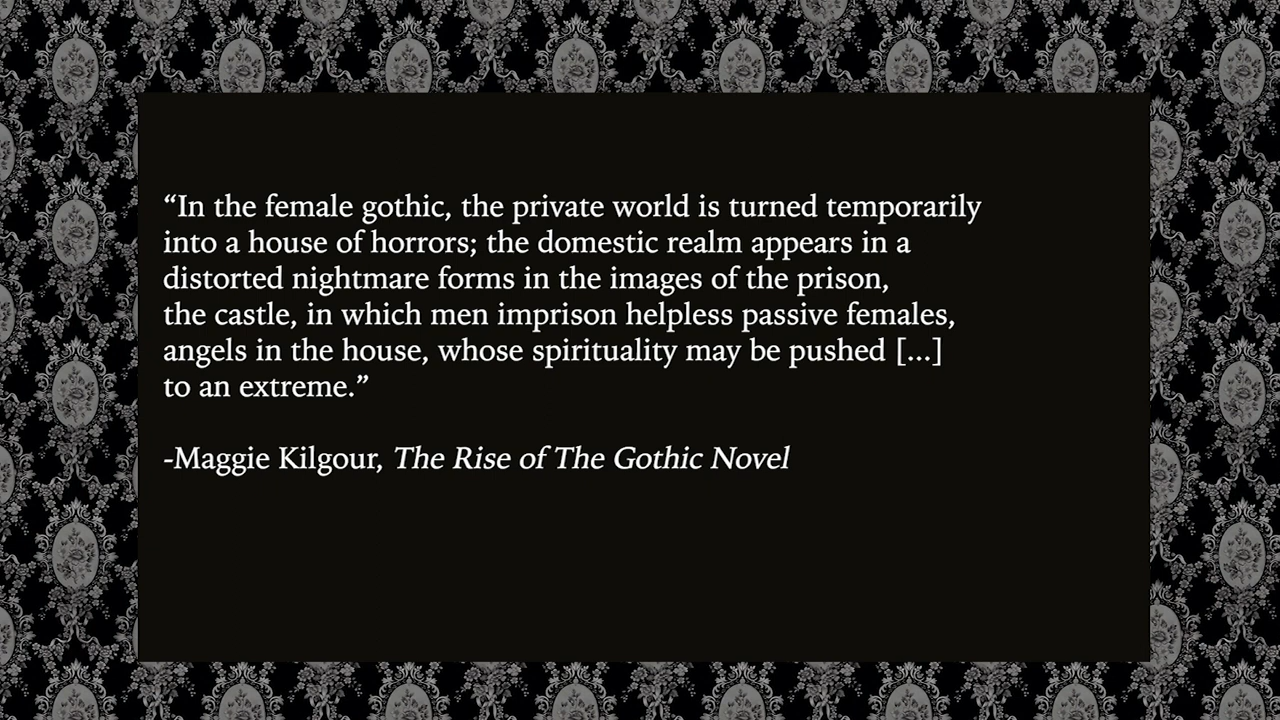 “In the female gothic, the private world is turned temporarily
into a house of horrors; the domestic realm appears in a
distorted nightmare forms in the images of the prison,
the castle, in which men imprison helpless passive females,
angels in the house, whose spirituality may be pushed [...]
to an extreme.”
-Maggie Kilgour, The Rise of The Gothic Novel